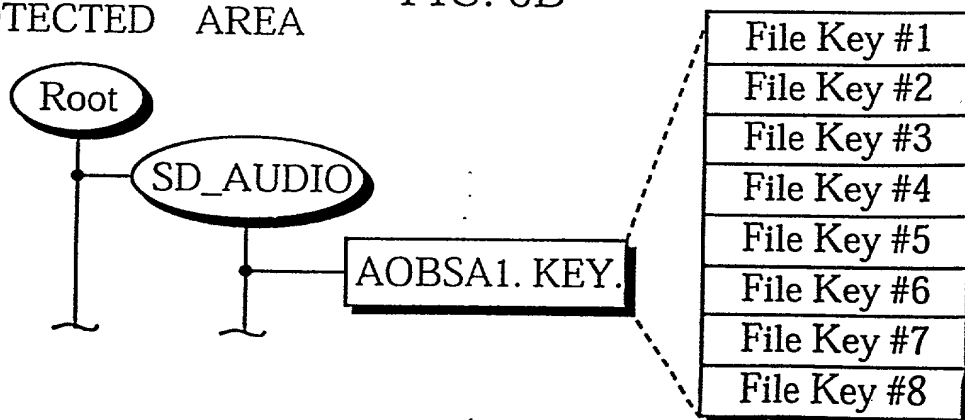 AREA
Root
SD_AUDIO
AOBSA1. KEY.
File Key #1
File Key #2
File Key #3
File Key #4
File Key #5
File Key #6
File Key #7
File Key #8